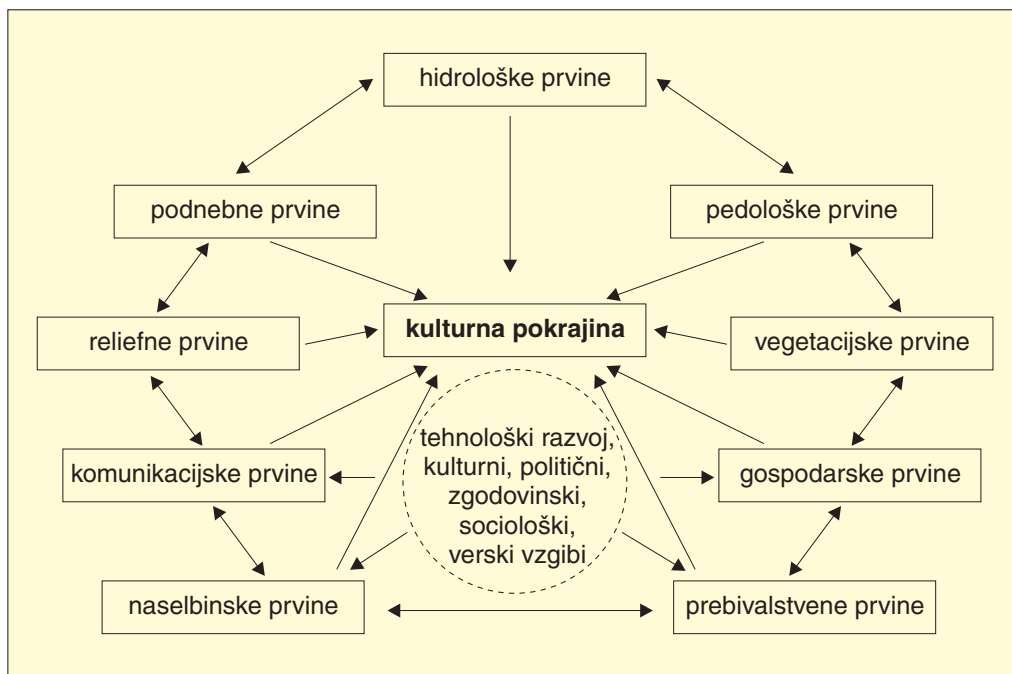 hidrološke prvine
podnebne prvine
pedološke prvine
reliefne prvine
kulturna pokrajina
vegetacijske prvine
tehnološki razvoj,
kulturni, politični,
zgodovinski,
sociološki,
verski vzgibi
komunikacijske prvine
gospodarske prvine
naselbinske prvine
prebivalstvene prvine